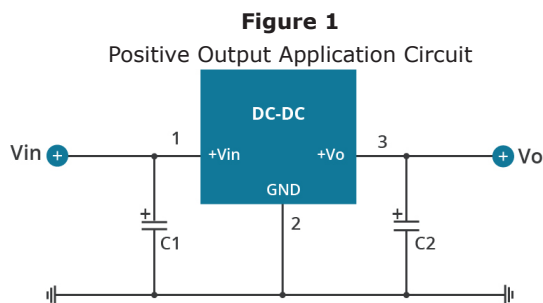 Figure 1
Positive Output Application Circuit
DC-DC
1
3
Vin +
+Vin
+Vo
+ Vo
GND
2
+
C1
+
C2